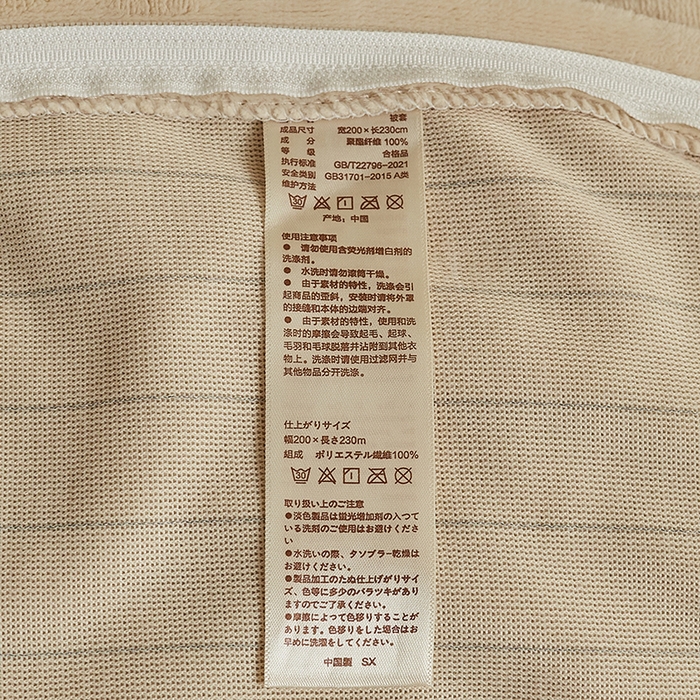 被套
成品尺寸 宽200×长230cm
成 分 聚酯纤维 100%
等 级 合格品
执行标准 GB/T22796-2021
安全类别 GB31701-2015 A类
维护方法
30
产地：中国
使用注意事项
● 请勿使用含荧光剂增白剂的
洗涤剂。
● 水洗时请勿滚筒干燥。
● 由于素材的特性，洗涤会引
起商品的歪斜，安装时请将外罩
的接缝和本体的边端对齐。
● 由于素材的特性，使用和洗
涤时的摩擦会导致起毛、起球、
毛羽和毛球脱落并沾附到其他衣
物上。洗涤时请使用过滤网并与
其他物品分开洗涤。
仕上がりサイズ
幅200×長さ230m
組成 ポリエステル繊維100%
30
取り扱い上のご注意
●淡色製品は蛍光増加剤の入つて
いる洗剤のご使用はお避けくださ
い
●水洗いの際、タソブラー乾燥は
お避けください。
●製品加工のたぬ仕上げがりサイ
ズ、色等に多少のバラツキがあり
ますのでご了承ください。
●摩擦によって色移りすることが
あります。色移りをした場合はお
早めに洗濯をしてください。
中国製 SX